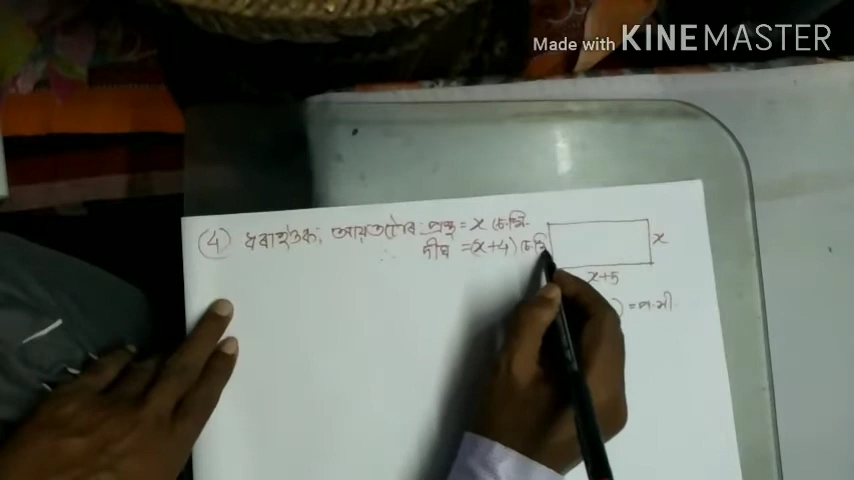 Made with KINEMASTER
(4) ধৰাহওক, আয়তটোৰ প্ৰস্থ = x চে.মি.
∴ দীঘ = (x+4) চে.মি
x
x+5
) =